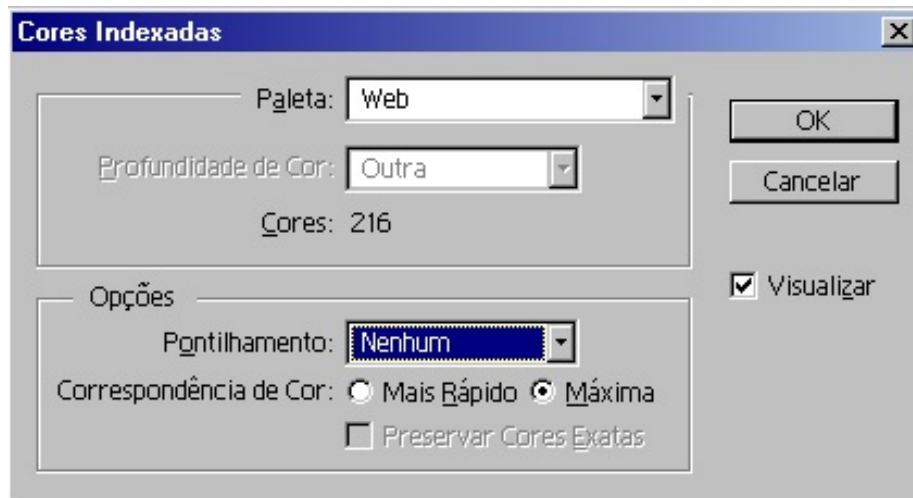 Cores Indexadas
Paleta: Web
OK
Profundidade de Cor: Outra
Cancelar
Cores: 216
Visualizar
Opções
Pontilhamento: Nenhum
Correspondência de Cor: Mais Rápido Máxima
Preservar Cores Exatas